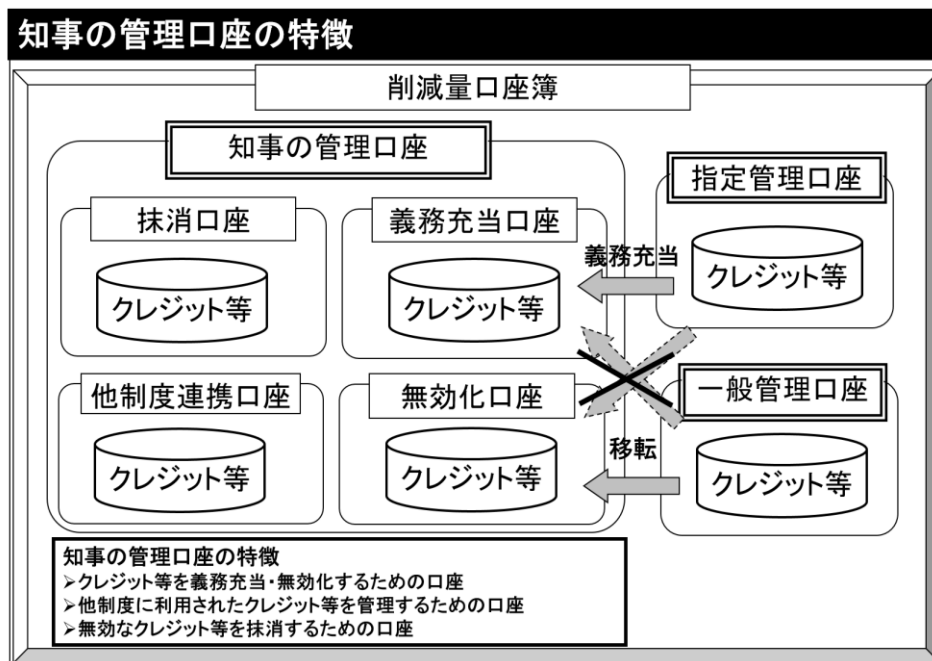 知事の管理口座の特徴
削減量口座簿
知事の管理口座
指定管理口座
抹消口座
義務充当口座
義務充当
クレジット等
クレジット等
クレジット等
他制度連携口座
無効化口座
一般管理口座
移転
クレジット等
クレジット等
クレジット等
知事の管理口座の特徴
➢クレジット等を義務充当・無効化するための口座
➢他制度に利用されたクレジット等を管理するための口座
➢無効なクレジット等を抹消するための口座